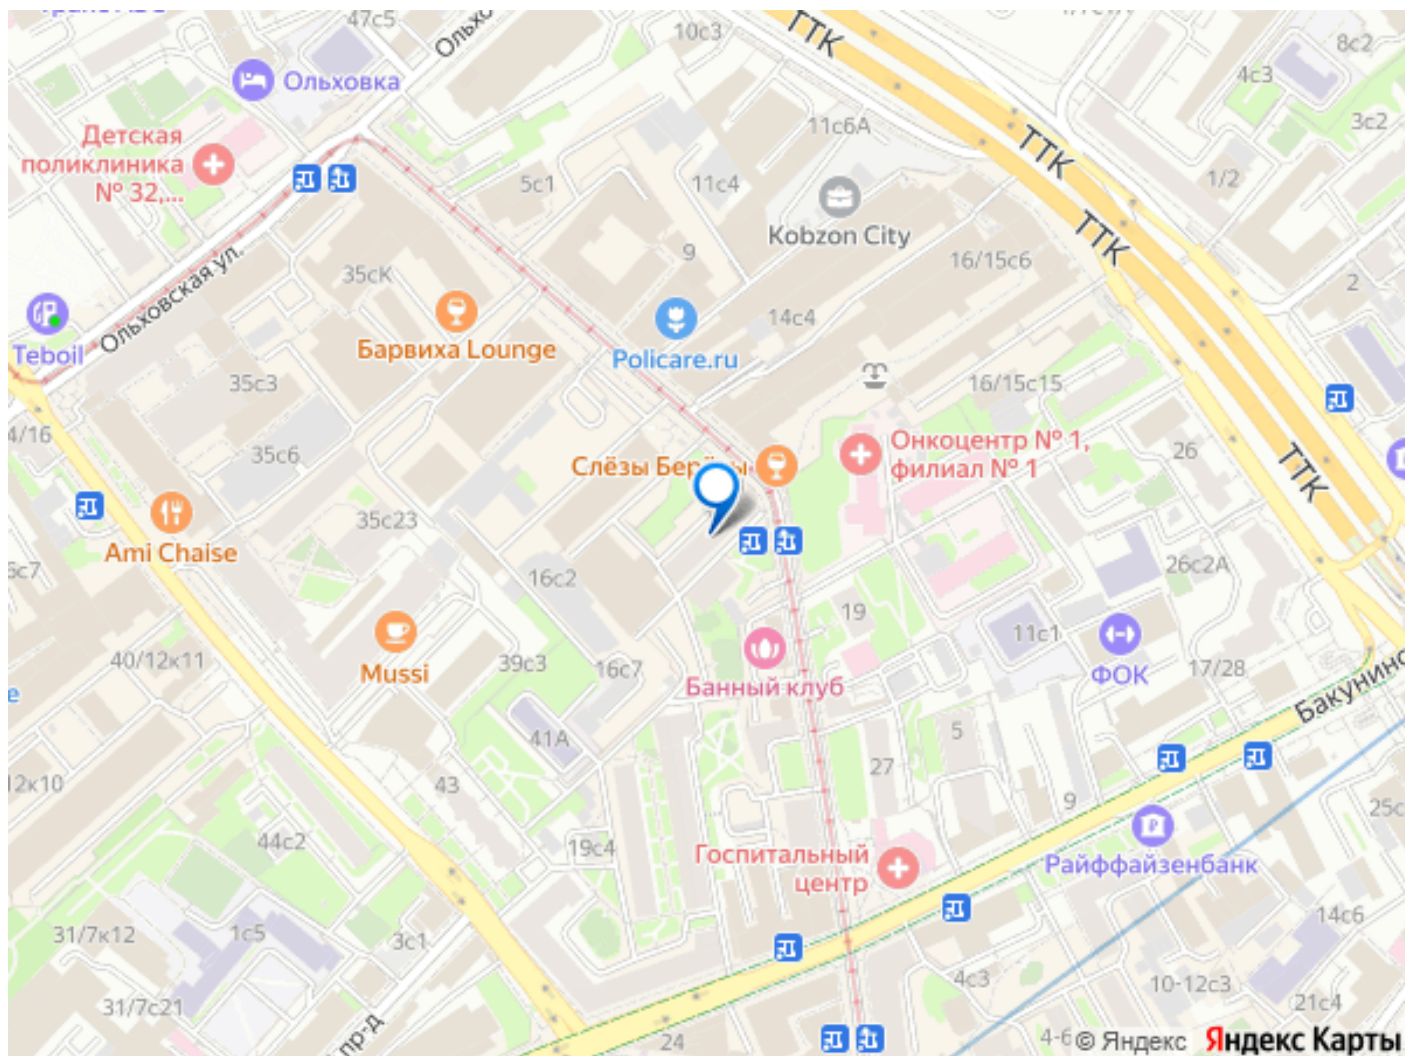 47с5
Ольхо
ТТК
10с3
8с2
4с3
Ольховка
Детская
поликлиника
№ 32,...
11с6А
ТТК
3с2
5с1
11с4
1/2
Kobzon City
ТТК
9
16/15с6
Ольховская ул.
35сК
2
Teboil
Барвиха Lounge
14с4
Policare.ru
35с3
16/15с15
4/16
35с6
Слёзы Берёзы
Онкоцентр № 1,
филиал № 1
26
ТТК
Ami Chaise
35с23
6с7
16с2
26с2А
19
11с1
40/12к11
Mussi
39с3
16с7
Банный клуб
ФОК
17/28
е
Бакунинс
41А
5
12к10
43
27
9
25с
44с2
19с4
Госпитальный
центр
Райффайзенбанк
31/7к12
1с5
3с1
14с6
4с3
10-12с3
31/7с21
21с4
пр-д
24
4-6
© Яндекс
Яндекс Карты